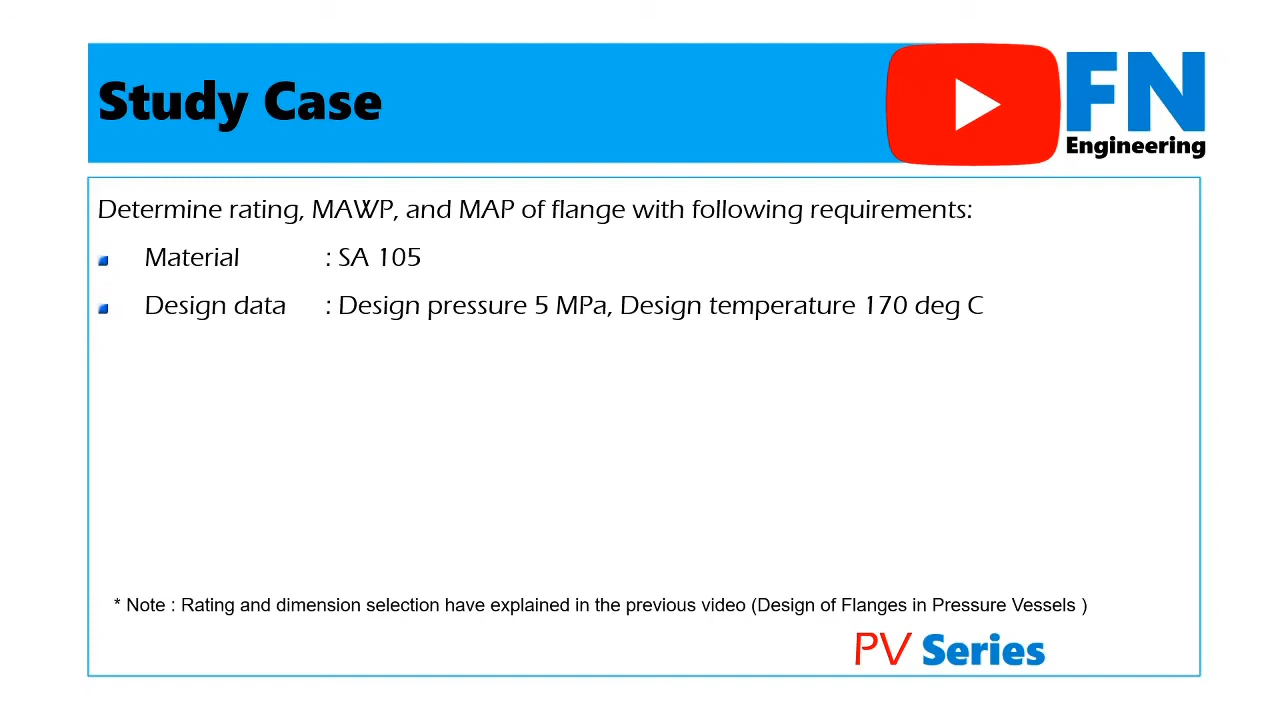 Study Case
FN
Engineering
Determine rating, MAWP, and MAP of flange with following requirements:
Material : SA 105
Design data : Design pressure 5 MPa, Design temperature 170 deg C
* Note : Rating and dimension selection have explained in the previous video (Design of Flanges in Pressure Vessels )
PV Series